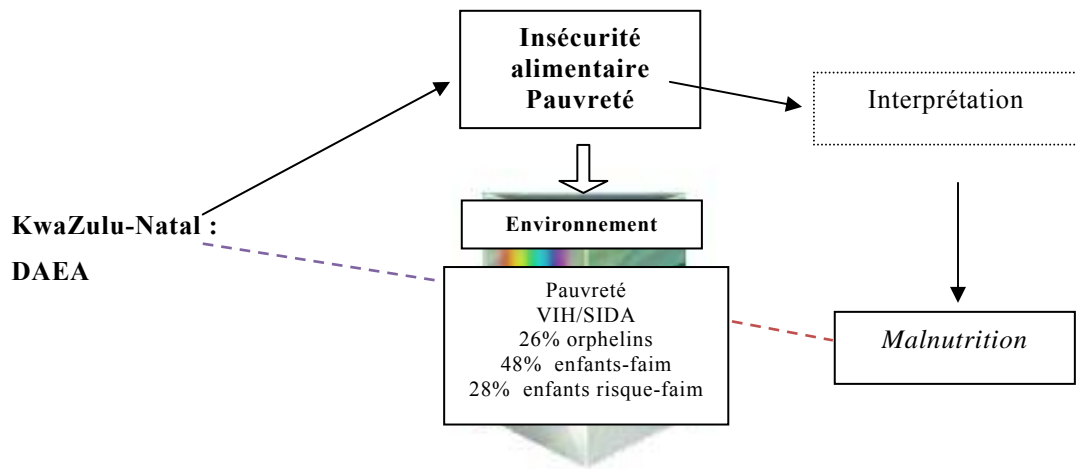 Insécurité
alimentaire
Pauvreté
Interprétation
KwaZulu-Natal :
DAEA
Environnement
Pauvreté
VIH/SIDA
26% orphelins
48% enfants-faim
28% enfants risque-faim
Malnutrition